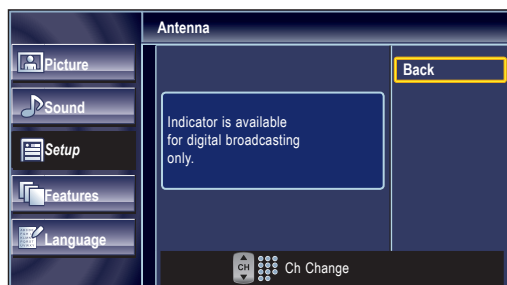 Antenna
Picture
Sound
Setup
Features
Language
Back
Indicator is available
for digital broadcasting
only.
CH
Ch Change